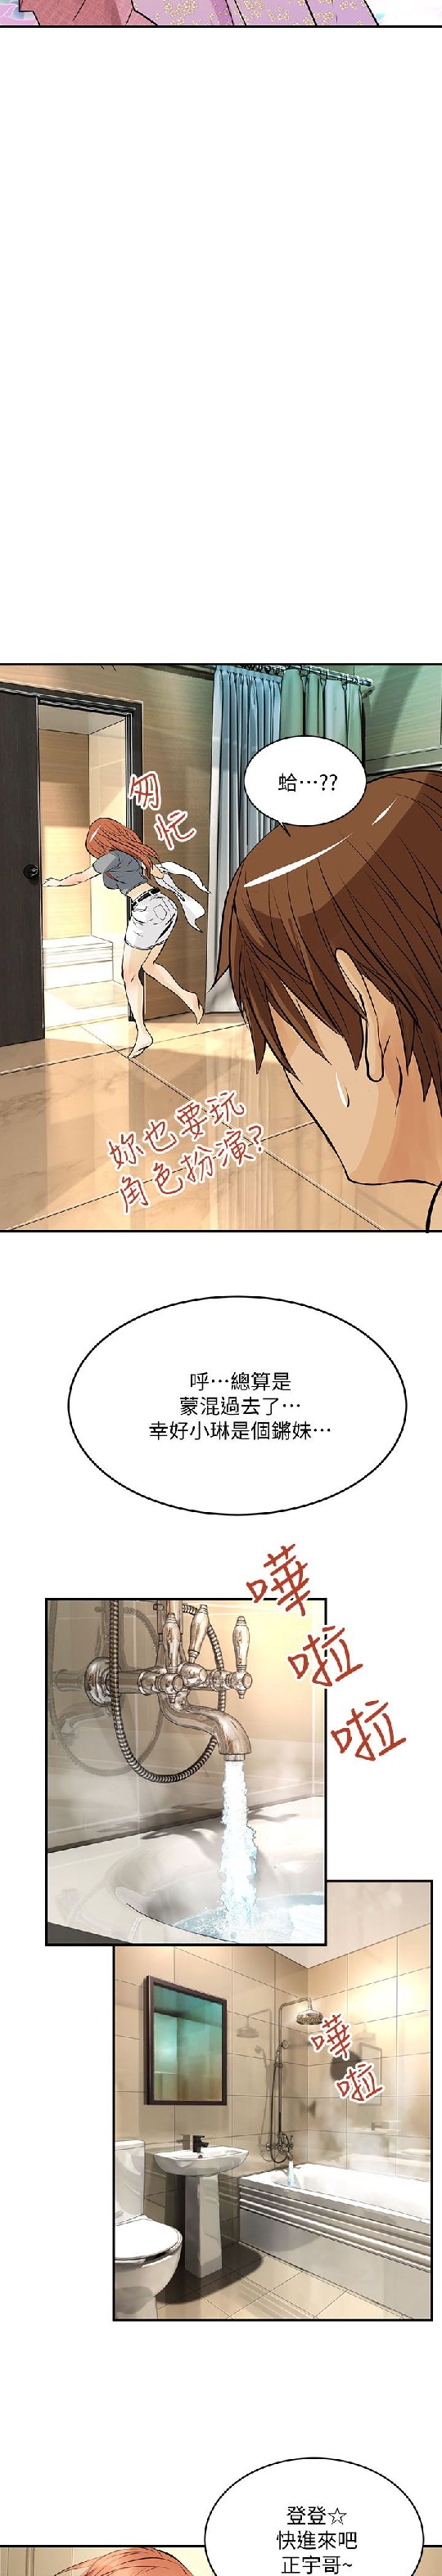 蛤…??
匆
忙
妳也要玩
角色扮演?
呼…總算是
蒙混過去了…
幸好小琳是個鏘妹…
嘩
啦
啦
嘩
啦
登登☆
快進來吧
正宇哥~